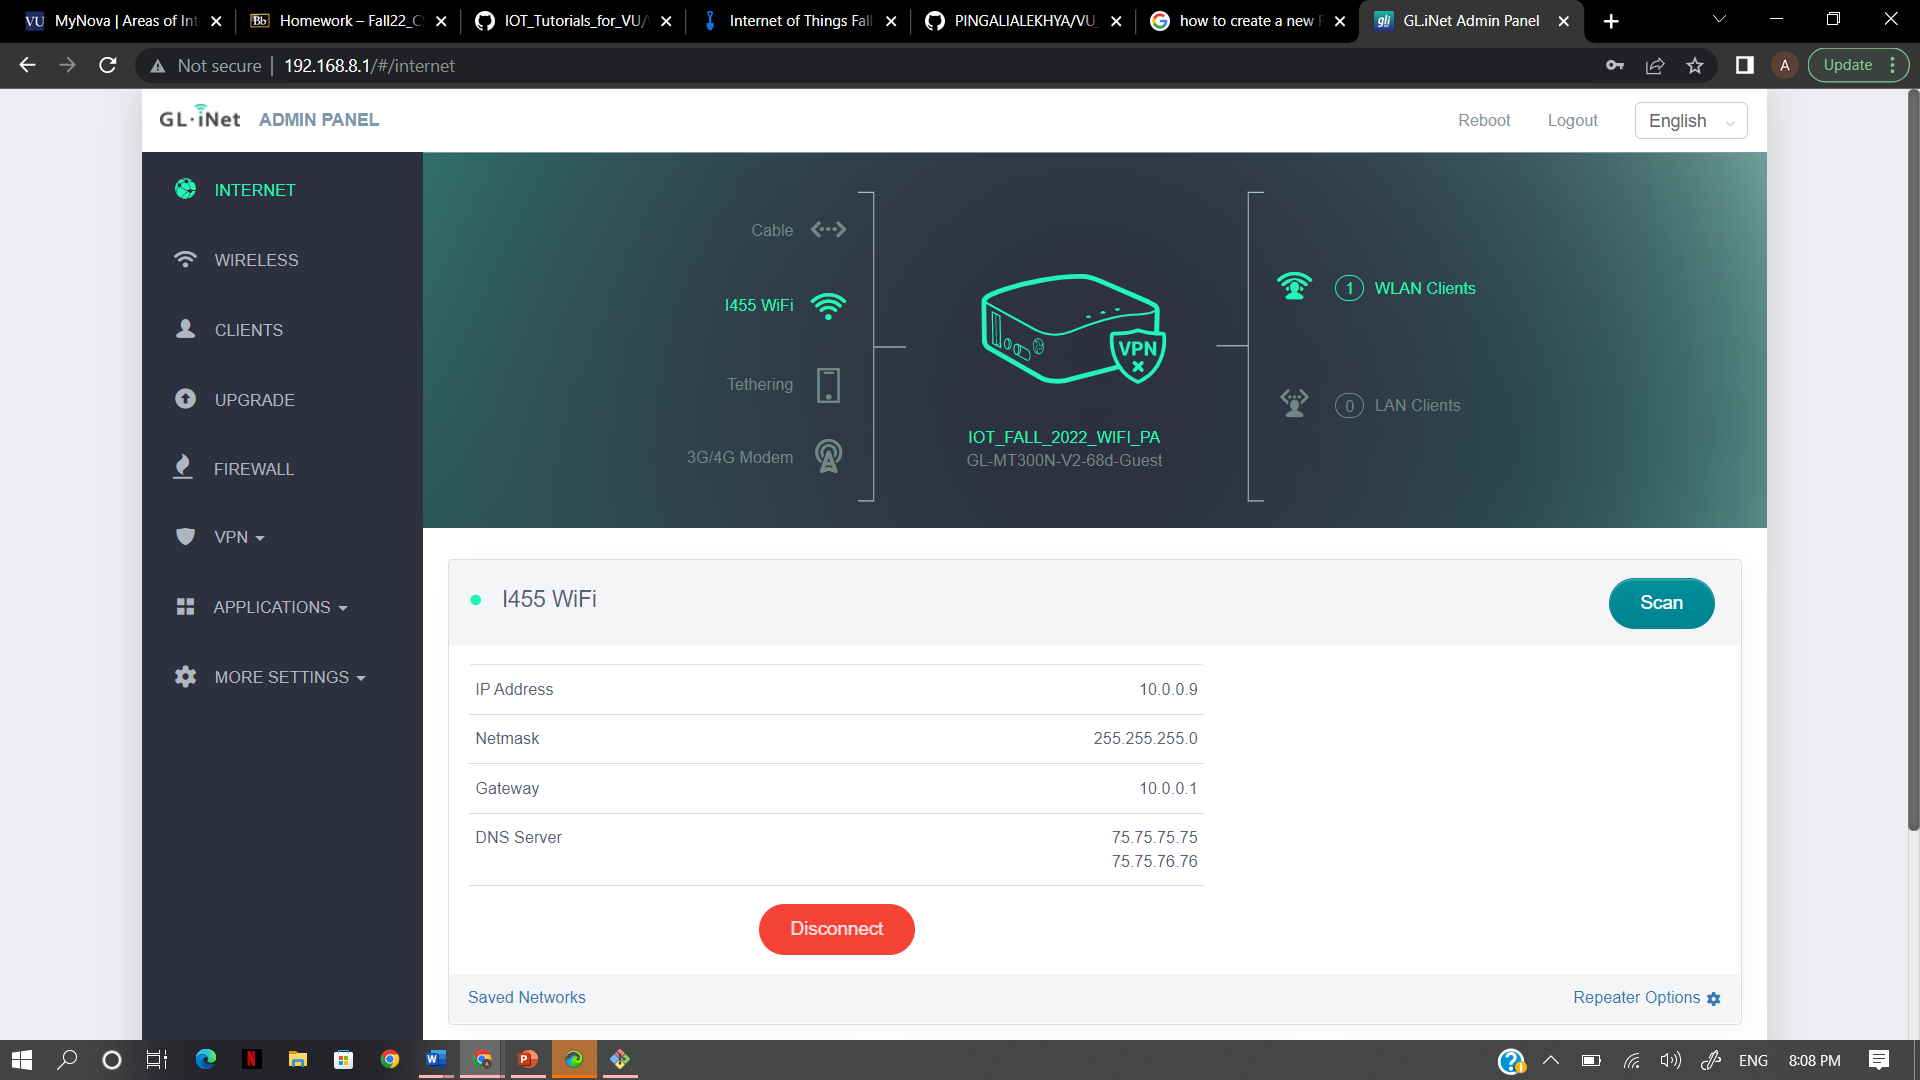 VU MyNova | Areas of Int
Bb Homework – Fall22_C
IOT_Tutorials_for_VU/
Internet of Things Fal
PINGALIALEKHYA/VU_
G how to create a new
gli GL.iNet Admin Panel
Not secure | 192.168.8.1/#/internet
A
Update
GL·iNet ADMIN PANEL
Reboot
Logout
English
INTERNET
WIRELESS
CLIENTS
UPGRADE
FIREWALL
VPN
APPLICATIONS
MORE SETTINGS
Cable
I455 WiFi
Tethering
3G/4G Modem
VPN
IOT_FALL_2022_WIFI_PA
GL-MT300N-V2-68d-Guest
1 WLAN Clients
0 LAN Clients
I455 WiFi
Scan
IP Address 10.0.0.9
Netmask 255.255.255.0
Gateway 10.0.0.1
DNS Server 75.75.75.75
75.75.76.76
Disconnect
Saved Networks
Repeater Options
N
W
P
ENG
8:08 PM